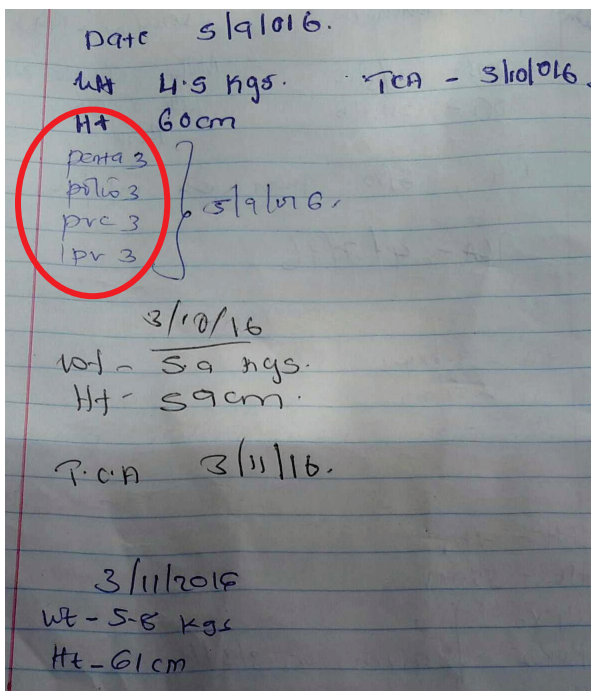 Date 5/9/016.
Wt 4.5 Kgs. TCA - 3/10/016.
Ht 60cm
penta 3
polio 3
pvc 3
Ipv 3
5/9/016.
3/10/16
Wt - 5.9 Kgs.
Ht - 59cm.
T.C.A 3/11/16.
3/11/2016
Wt - 5.8 Kgs
Ht - 61cm